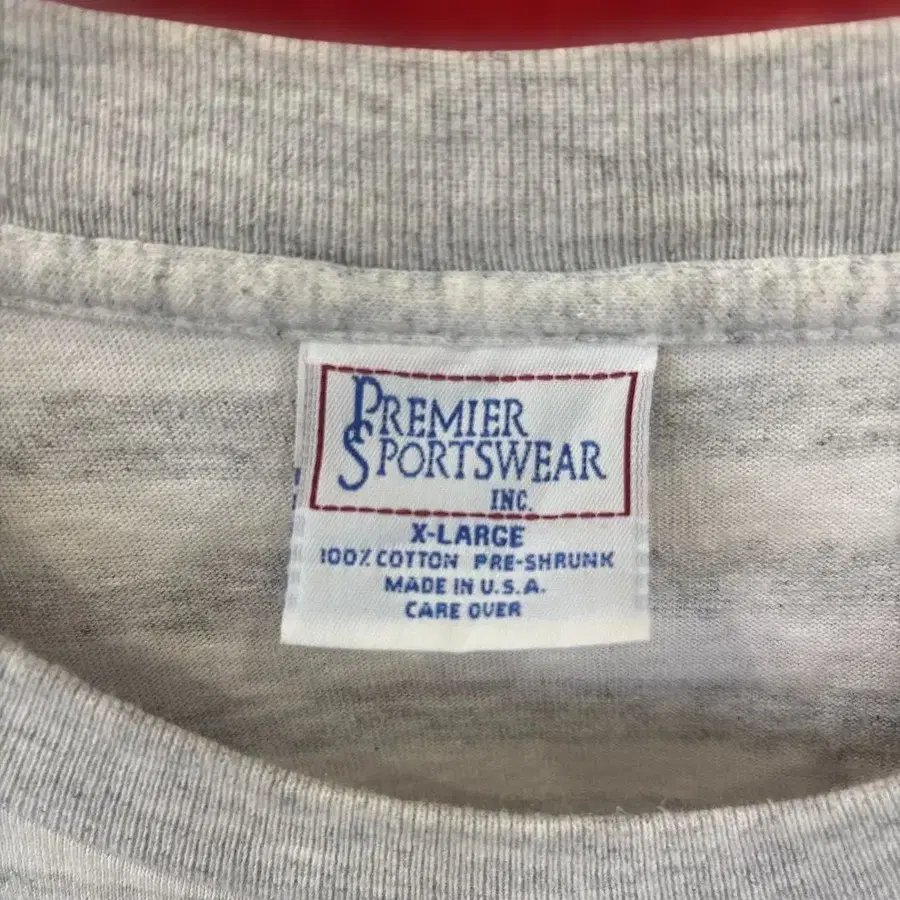 PREMIER
SPORTSWEAR
INC.
X-LARGE
100% COTTON PRE-SHRUNK
MADE IN U.S.A.
CARE OVER